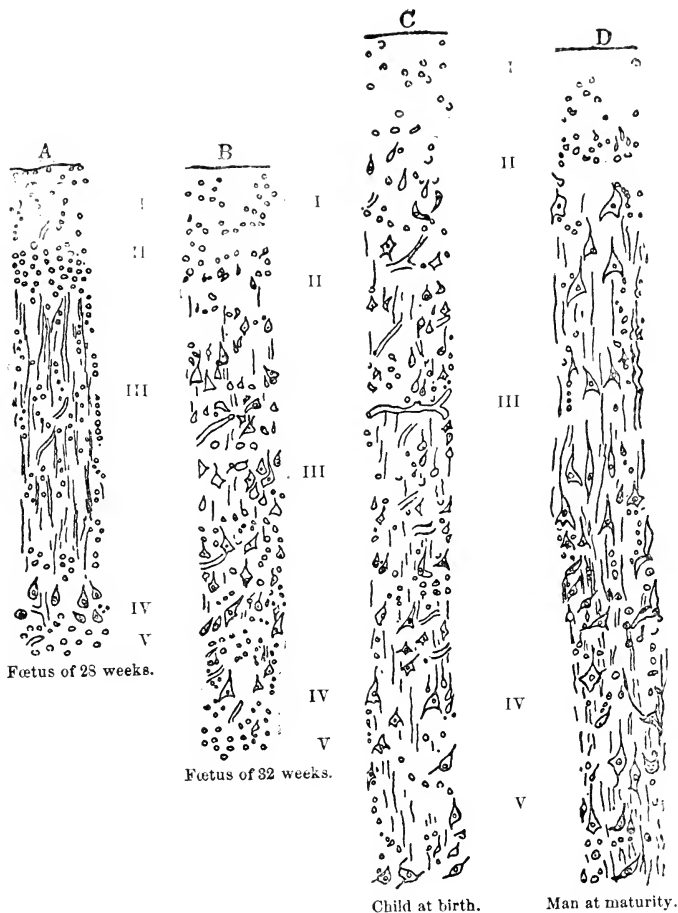 C
D
I
II
A
B
I
I
II
II
III
III
III
IV
V
Fœtus of 28 weeks.
IV
IV
V
Fœtus of 32 weeks.
V
Child at birth.
Man at maturity.